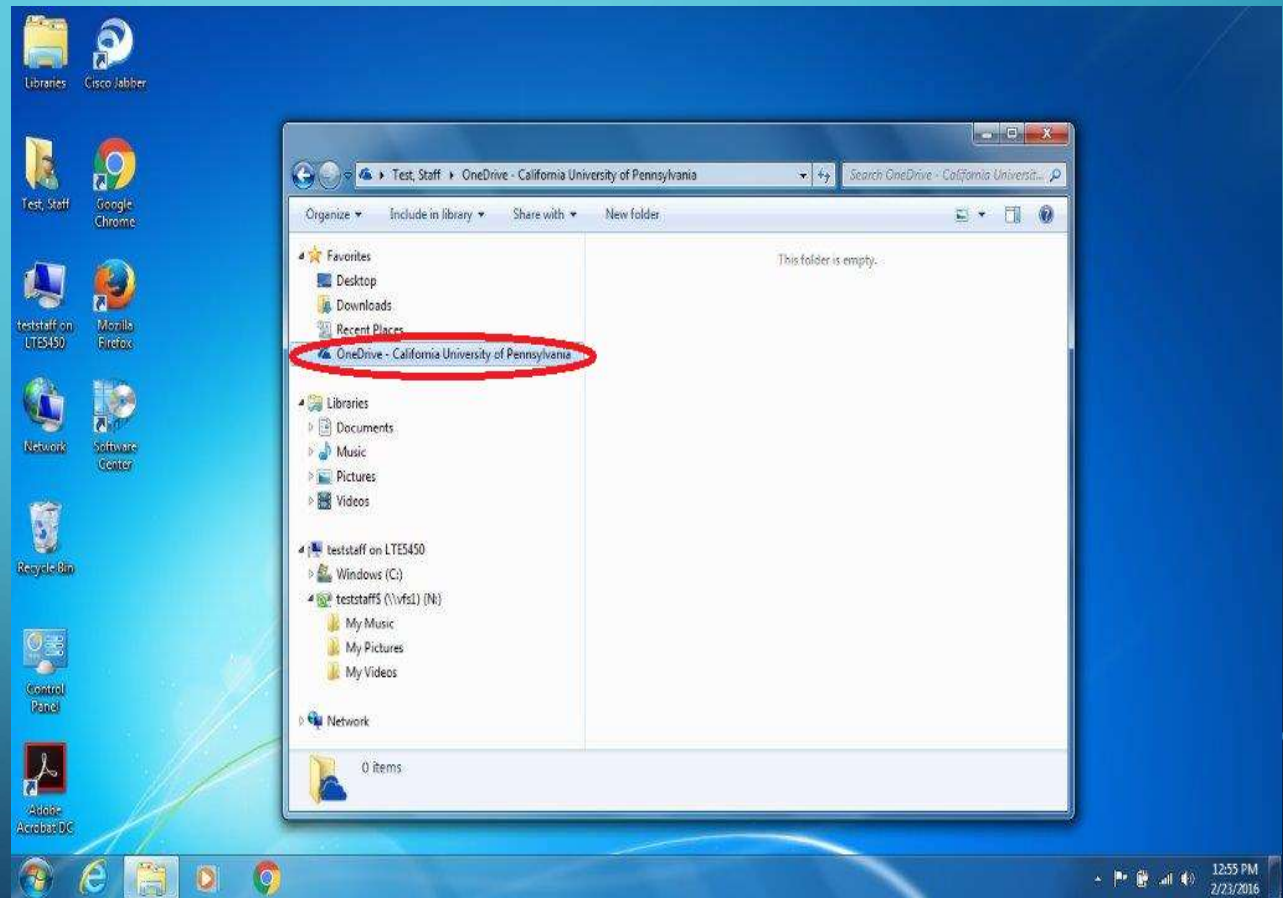 Libraries
Cisco Jabber
Test, Staff
Google
Chrome
teststaff on
LTE5450
Mozilla
Firefox
Network
Software
Center
Recycle Bin
Control
Panel
Adobe
Acrobat DC
Test, Staff OneDrive - California University of Pennsylvania
Search OneDrive - California Universit...
Organize Include in library Share with New folder
Favorites
Desktop
Downloads
Recent Places
OneDrive - California University of Pennsylvania
Libraries
Documents
Music
Pictures
Videos
teststaff on LTE5450
Windows (C:)
teststaff$ (\\vfs1) (N:)
My Music
My Pictures
My Videos
Network
This folder is empty.
0 items
12:55 PM
2/23/2016